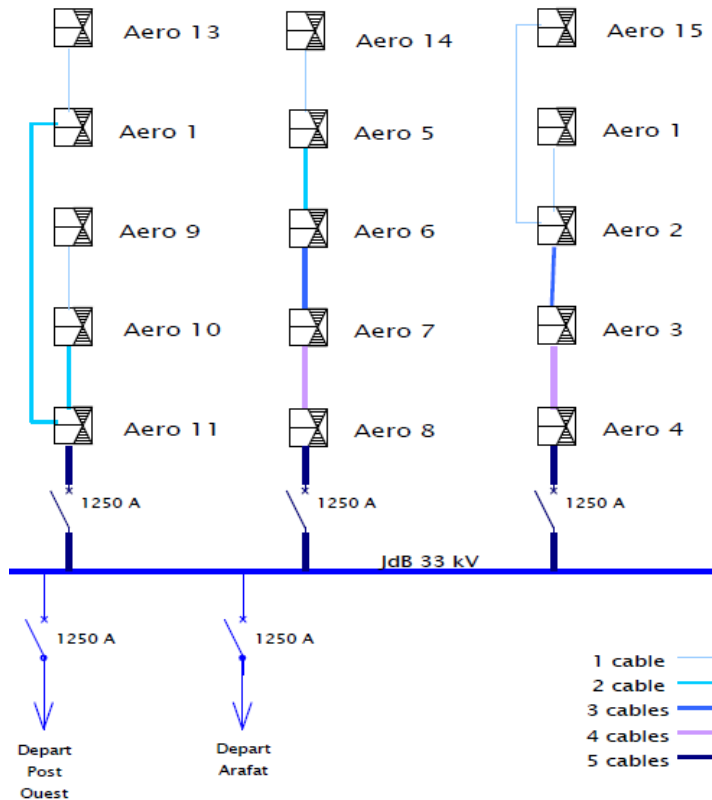 Aero 13
Aero 14
Aero 15
Aero 1
Aero 5
Aero 1
Aero 9
Aero 6
Aero 2
Aero 10
Aero 7
Aero 3
Aero 11
Aero 8
Aero 4
1250 A
1250 A
1250 A
JdB 33 kV
1250 A
1250 A
Depart
Post
Ouest
Depart
Arafat
1 cable
2 cable
3 cables
4 cables
5 cables